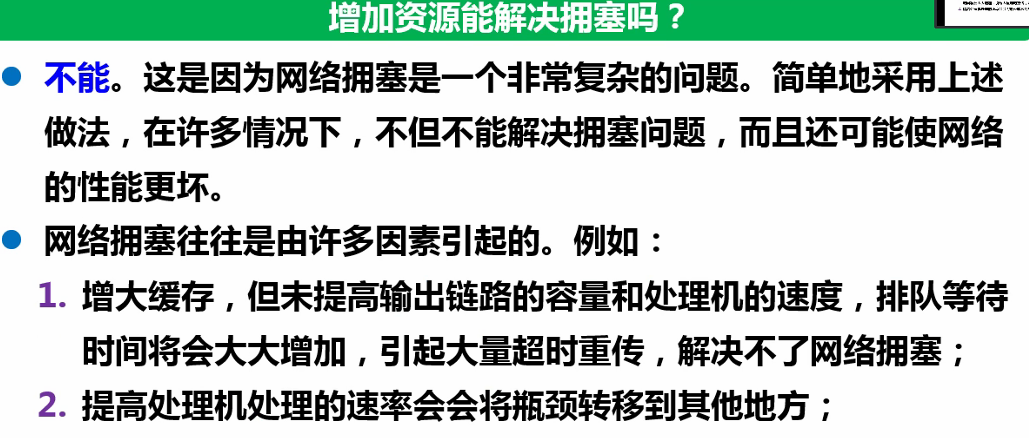 增加资源能解决拥塞吗？
不能。这是因为网络拥塞是一个非常复杂的问题。简单地采用上述
做法，在许多情况下，不但不能解决拥塞问题，而且还可能使网络
的性能更坏。
网络拥塞往往是由许多因素引起的。例如：
1. 增大缓存，但未提高输出链路的容量和处理机的速度，排队等待
时间将会大大增加，引起大量超时重传，解决不了网络拥塞；
2. 提高处理机处理的速率会会将瓶颈转移到其他地方；